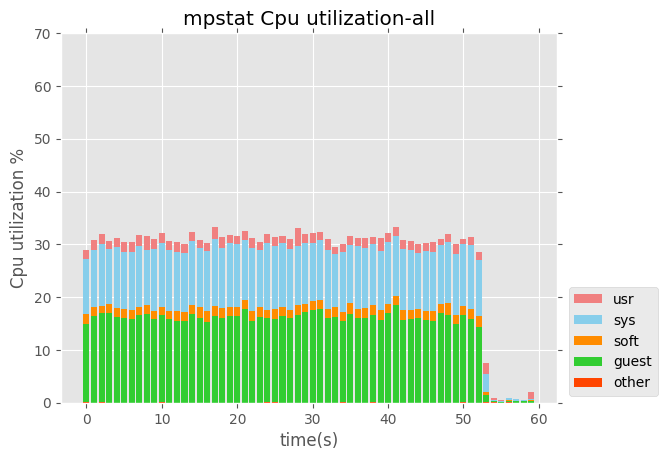 mpstat Cpu utilization-all
Cpu utilization %
70
60
50
40
30
20
10
0
0
10
20
30
40
50
60
time(s)
usr
sys
soft
guest
other